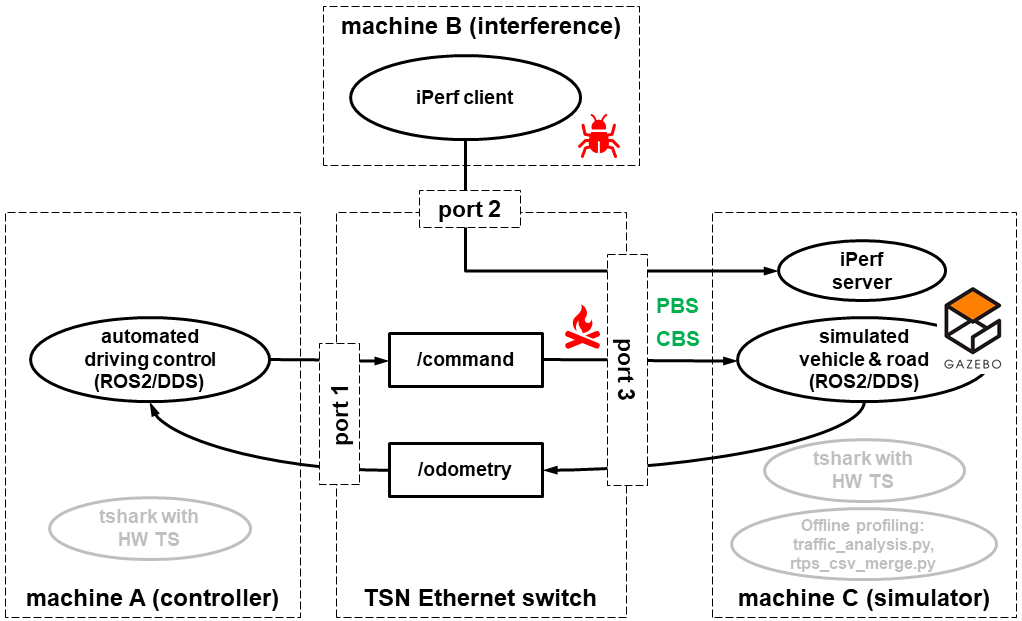 machine B (interference)
iPerf client
port 2
iPerf
server
PBS
CBS
automated
driving control
(ROS2/DDS)
port 1
/command
port 3
simulated
vehicle & road
(ROS2/DDS)
GAZEBO
/odometry
tshark with
HW TS
tshark with
HW TS
Offline profiling:
traffic_analysis.py,
rtps_csv_merge.py
machine A (controller)
TSN Ethernet switch
machine C (simulator)